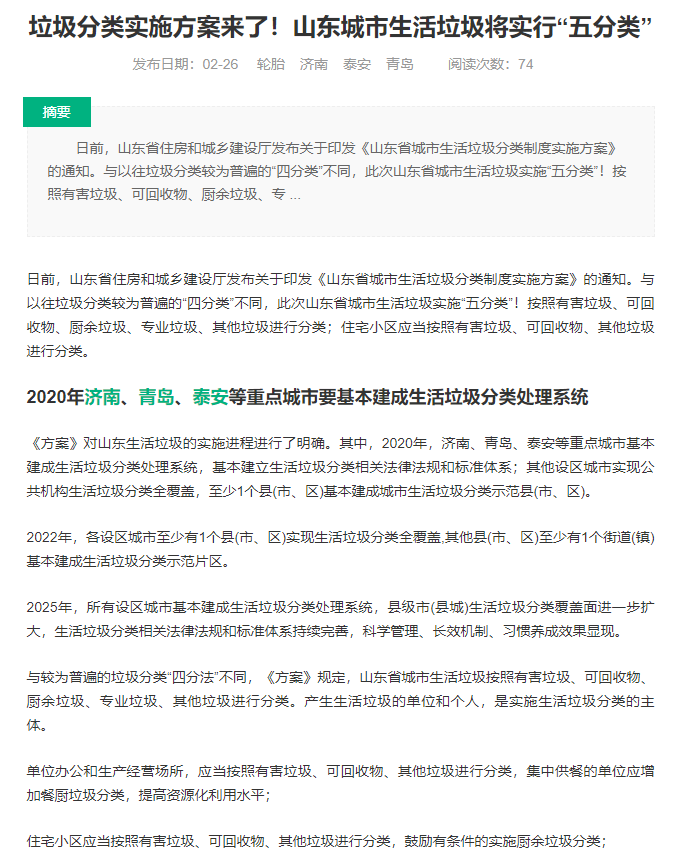 垃圾分类实施方案来了！山东城市生活垃圾将实行“五分类”
发布日期：02-26 轮胎 济南 泰安 青岛 阅读次数：74
摘要
日前，山东省住房和城乡建设厅发布关于印发《山东省城市生活垃圾分类制度实施方案》
的通知。与以往垃圾分类较为普遍的“四分类”不同，此次山东省城市生活垃圾实施“五分类”！按
照有害垃圾、可回收物、厨余垃圾、专 ...
日前，山东省住房和城乡建设厅发布关于印发《山东省城市生活垃圾分类制度实施方案》的通知。与
以往垃圾分类较为普遍的“四分类”不同，此次山东省城市生活垃圾实施“五分类”！按照有害垃圾、可回
收物、厨余垃圾、专业垃圾、其他垃圾进行分类；住宅小区应当按照有害垃圾、可回收物、其他垃圾
进行分类。
2020年济南、青岛、泰安等重点城市要基本建成生活垃圾分类处理系统
《方案》对山东生活垃圾的实施进程进行了明确。其中，2020年，济南、青岛、泰安等重点城市基本
建成生活垃圾分类处理系统，基本建立生活垃圾分类相关法律法规和标准体系；其他设区城市实现公
共机构生活垃圾分类全覆盖，至少1个县(市、区)基本建成城市生活垃圾分类示范县(市、区)。
2022年，各设区城市至少有1个县(市、区)实现生活垃圾分类全覆盖,其他县(市、区)至少有1个街道(镇)
基本建成生活垃圾分类示范片区。
2025年，所有设区城市基本建成生活垃圾分类处理系统，县级市(县城)生活垃圾分类覆盖面进一步扩
大，生活垃圾分类相关法律法规和标准体系持续完善，科学管理、长效机制、习惯养成效果显现。
与较为普遍的垃圾分类“四分法”不同，《方案》规定，山东省城市生活垃圾按照有害垃圾、可回收物、
厨余垃圾、专业垃圾、其他垃圾进行分类。产生生活垃圾的单位和个人，是实施生活垃圾分类的主
体。
单位办公和生产经营场所，应当按照有害垃圾、可回收物、其他垃圾进行分类，集中供餐的单位应增
加餐厨垃圾分类，提高资源化利用水平；
住宅小区应当按照有害垃圾、可回收物、其他垃圾进行分类，鼓励有条件的实施厨余垃圾分类；